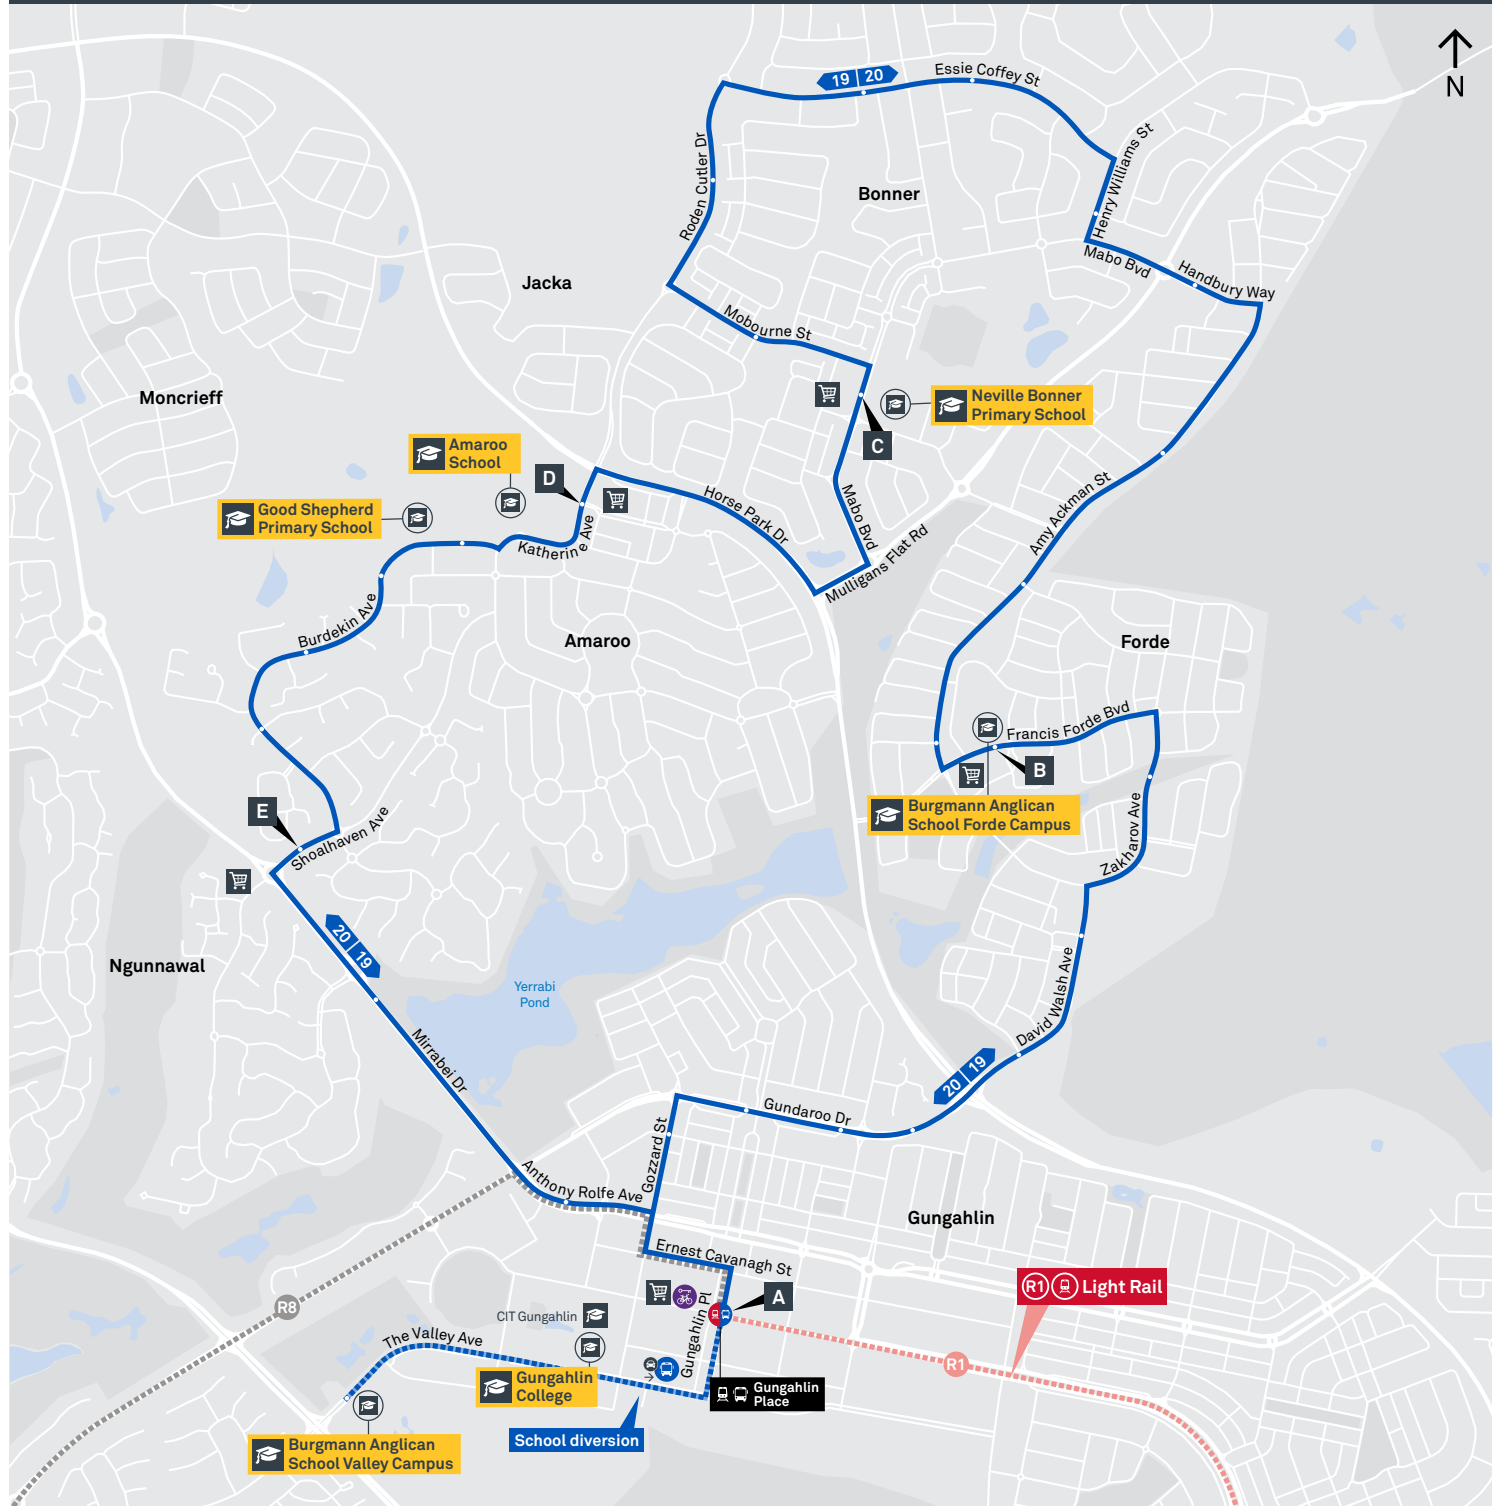 N
19 20
Essie Coffey St
Henry Williams St
Roden Cutler Dr
Bonner
Mabo Bvd
Handbury Way
Jacka
Mobourne St
Moncrieff
Neville Bonner
Primary School
C
Amaroo
School
D
Good Shepherd
Primary School
Horse Park Dr
Mabo Bvd
Amy Ackman St
Katherine Ave
Mulligans Flat Rd
Burdekin Ave
Amaroo
Forde
Francis Forde Bvd
B
Burgmann Anglican
School Forde Campus
Zakharov Ave
E
Shoalhaven Ave
20 19
Ngunnawal
Yerrabi
Pond
David Walsh Ave
Mirrabei Dr
20 19
Gundaroo Dr
Gozzard St
Anthony Rolfe Ave
Gungahlin
Ernest Cavanagh St
R1 Light Rail
A
R8
CIT Gungahlin
Gungahlin Pl
The Valley Ave
R1
Gungahlin
College
Gungahlin
Place
School diversion
Burgmann Anglican
School Valley Campus